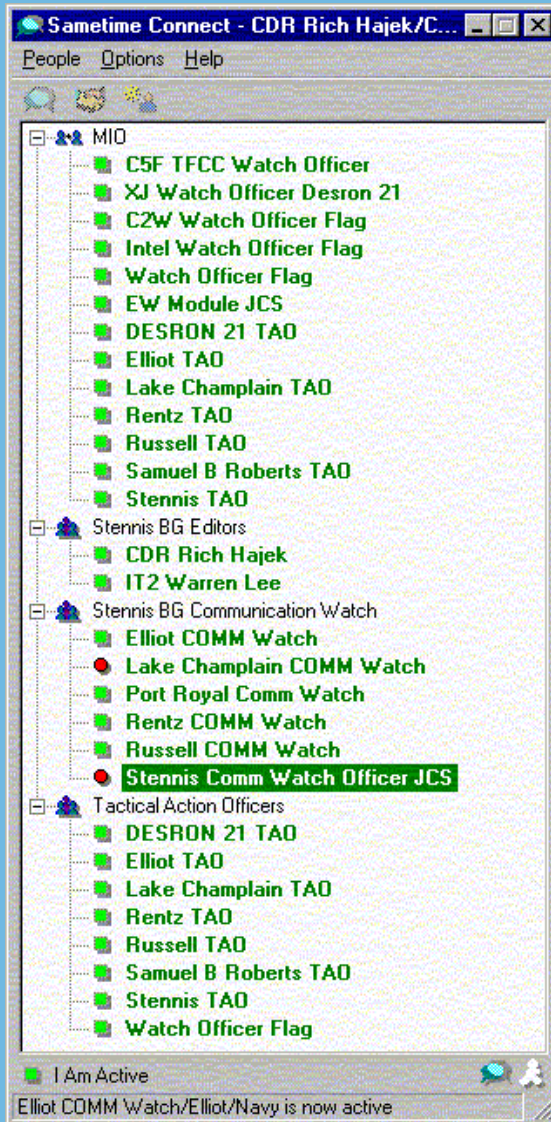 Sametime Connect - CDR Rich Hajek/C...
People Options Help
MIO
C5F TFCC Watch Officer
XJ Watch Officer Desron 21
C2W Watch Officer Flag
Intel Watch Officer Flag
Watch Officer Flag
EW Module JCS
DESRON 21 TAO
Elliot TAO
Lake Champlain TAO
Rentz TAO
Russell TAO
Samuel B Roberts TAO
Stennis TAO
Stennis BG Editors
CDR Rich Hajek
IT2 Warren Lee
Stennis BG Communication Watch
Elliot COMM Watch
Lake Champlain COMM Watch
Port Royal Comm Watch
Rentz COMM Watch
Russell COMM Watch
Stennis Comm Watch Officer JCS
Tactical Action Officers
DESRON 21 TAO
Elliot TAO
Lake Champlain TAO
Rentz TAO
Russell TAO
Samuel B Roberts TAO
Stennis TAO
Watch Officer Flag
I Am Active
Elliot COMM Watch/Elliot/Navy is now active